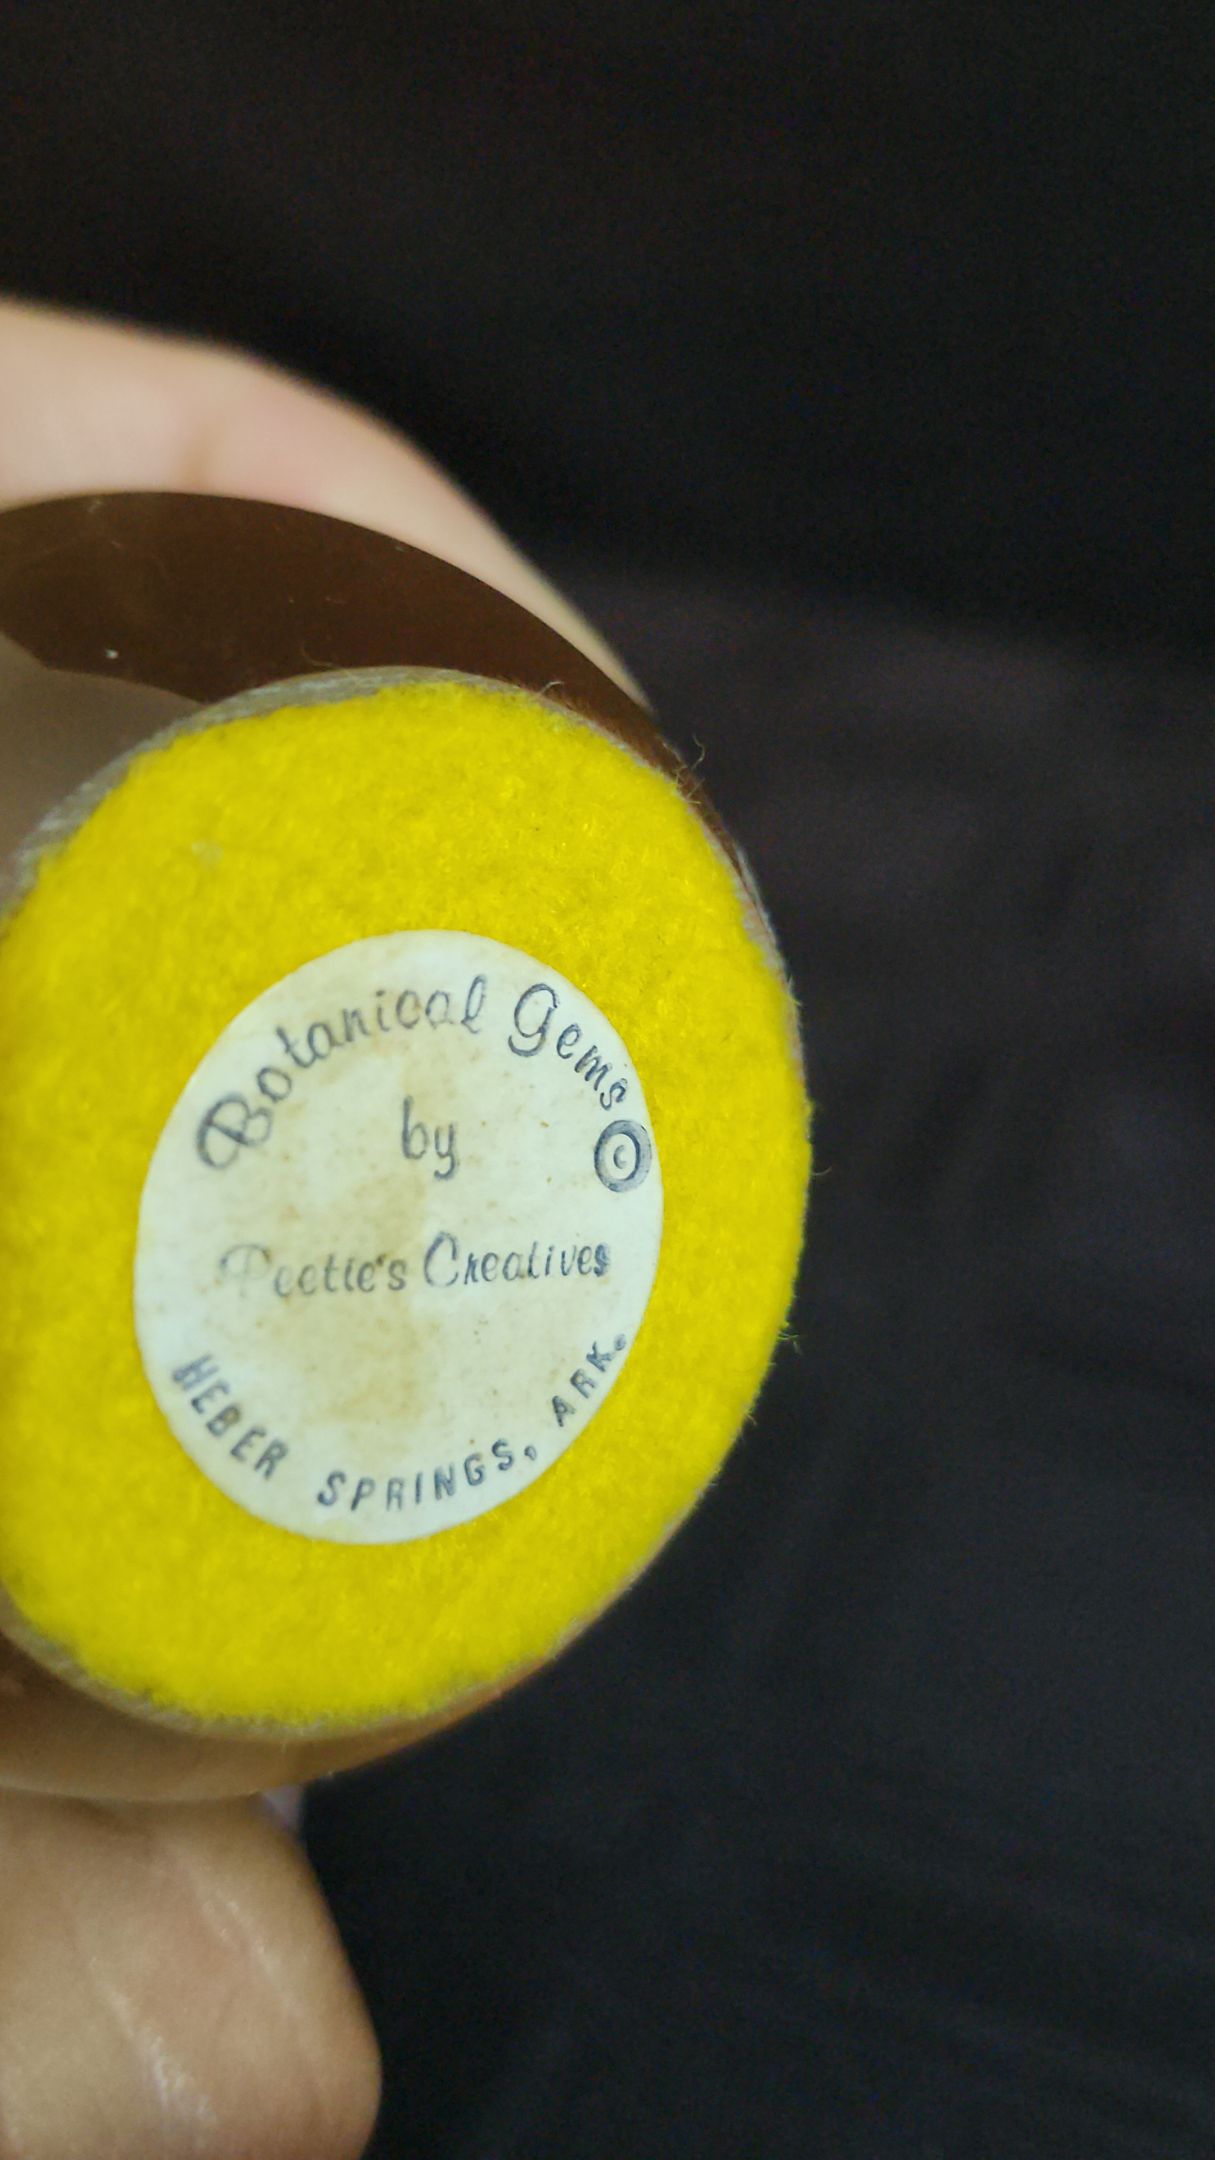 Botanical Gems ©
by
Peetie's Creatives
HEBER SPRINGS, ARK.